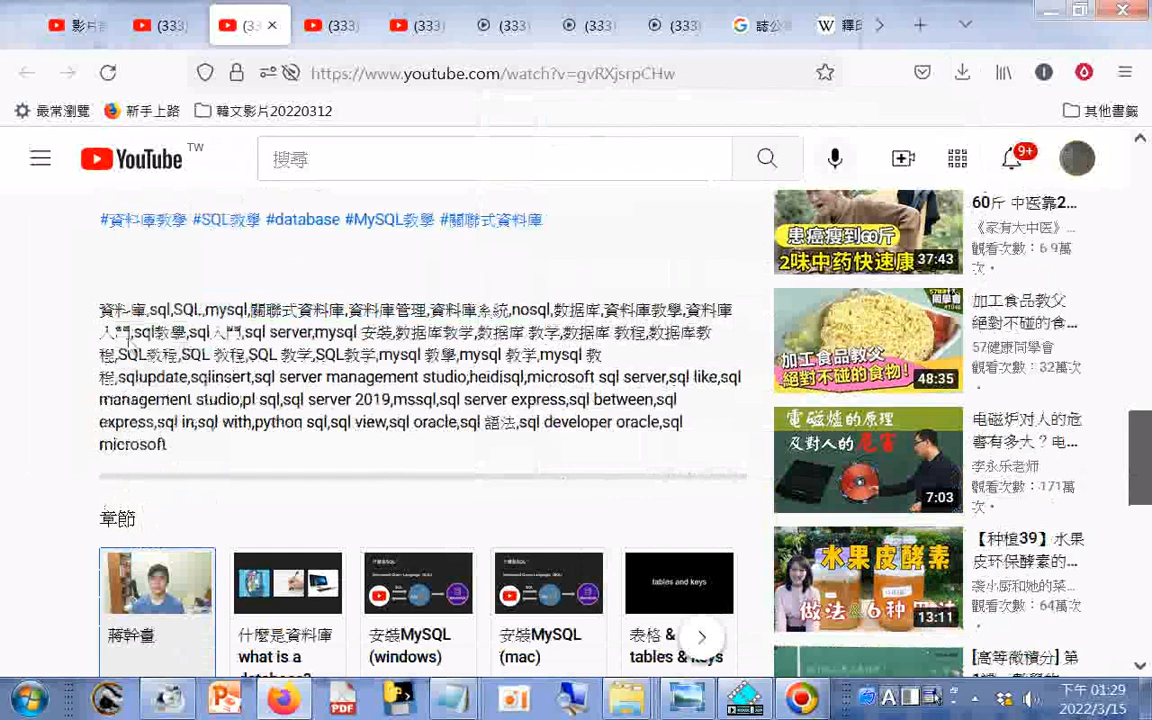 影片
(333)
(3:
(333)
(333)
(333)
(333)
(333)
誌公
釋
https://www.youtube.com/watch?v=gvRXjsrpCHw
最常瀏覽
新手上路
韓文影片20220312
其他書籤
YouTube TW
搜尋
9+
#資料庫教學 #SQL教學 #database #MySQL教學 #關聯式資料庫
資料庫,sql,SQL,mysql,關聯式資料庫,資料庫管理,資料庫系統,nosql,数据库,資料庫教學,資料庫
入門,sql教學,sql 入門,sql server,mysql 安裝,数据库教学,数据库 教学,数据库 教程,数据库教
程,SQL教程,SQL 教程,SQL 教学,SQL教学,mysql 教學,mysql 教学,mysql 教
程,sqlupdate,sqlinsert,sql server management studio,heidisql,microsoft sql server,sql like,sql
management studio,pl sql,sql server 2019,mssql,sql server express,sql between,sql
express,sql in,sql with,python sql,sql view,sql oracle,sql 語法,sql developer oracle,sql
microsoft
章節
tables and keys
蔣幹畫
什麼是資料庫
what is a
database?
安裝MySQL
(windows)
安裝MySQL
(mac)
表格 &
tables & keys
患癌瘦到60斤
2味中药快速康
37:43
60斤 中医靠2...
《家有大中医》...
觀看次數：6.9萬
次・
加工食品教父
絕對不碰的食物!
48:35
加工食品教父
絕對不碰的食...
57健康同學會
觀看次數：32萬次
電磁爐的原理
及對人的危害
7:03
电磁炉对人的危
害有多大？电...
李永乐老师
觀看次數：171萬
次・
水果皮酵素
做法 & 6种
13:11
【种植39】水果
皮环保酵素的...
觀看次數：64萬
次・
[高等微積分] 第
PDF
下午 01:29
2022/3/15